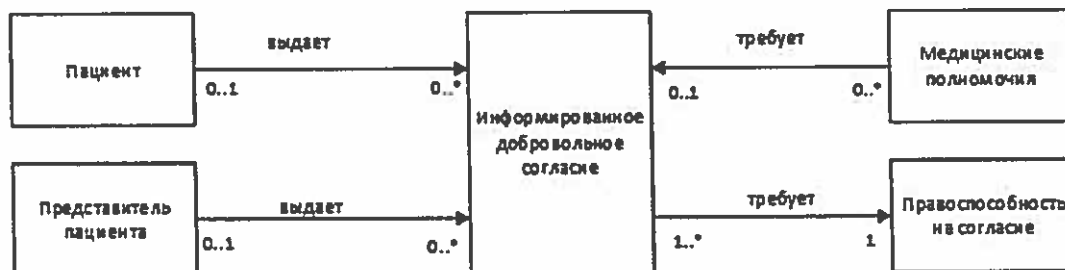 выдает
требует
Пациент
Медицинские
полномочия
0..1
0..*
0..1
0..*
Информированное
добровольное
согласие
Представитель
пациента
выдает
требует
Правоспособность
на согласие
0..1
0..*
1..*
1